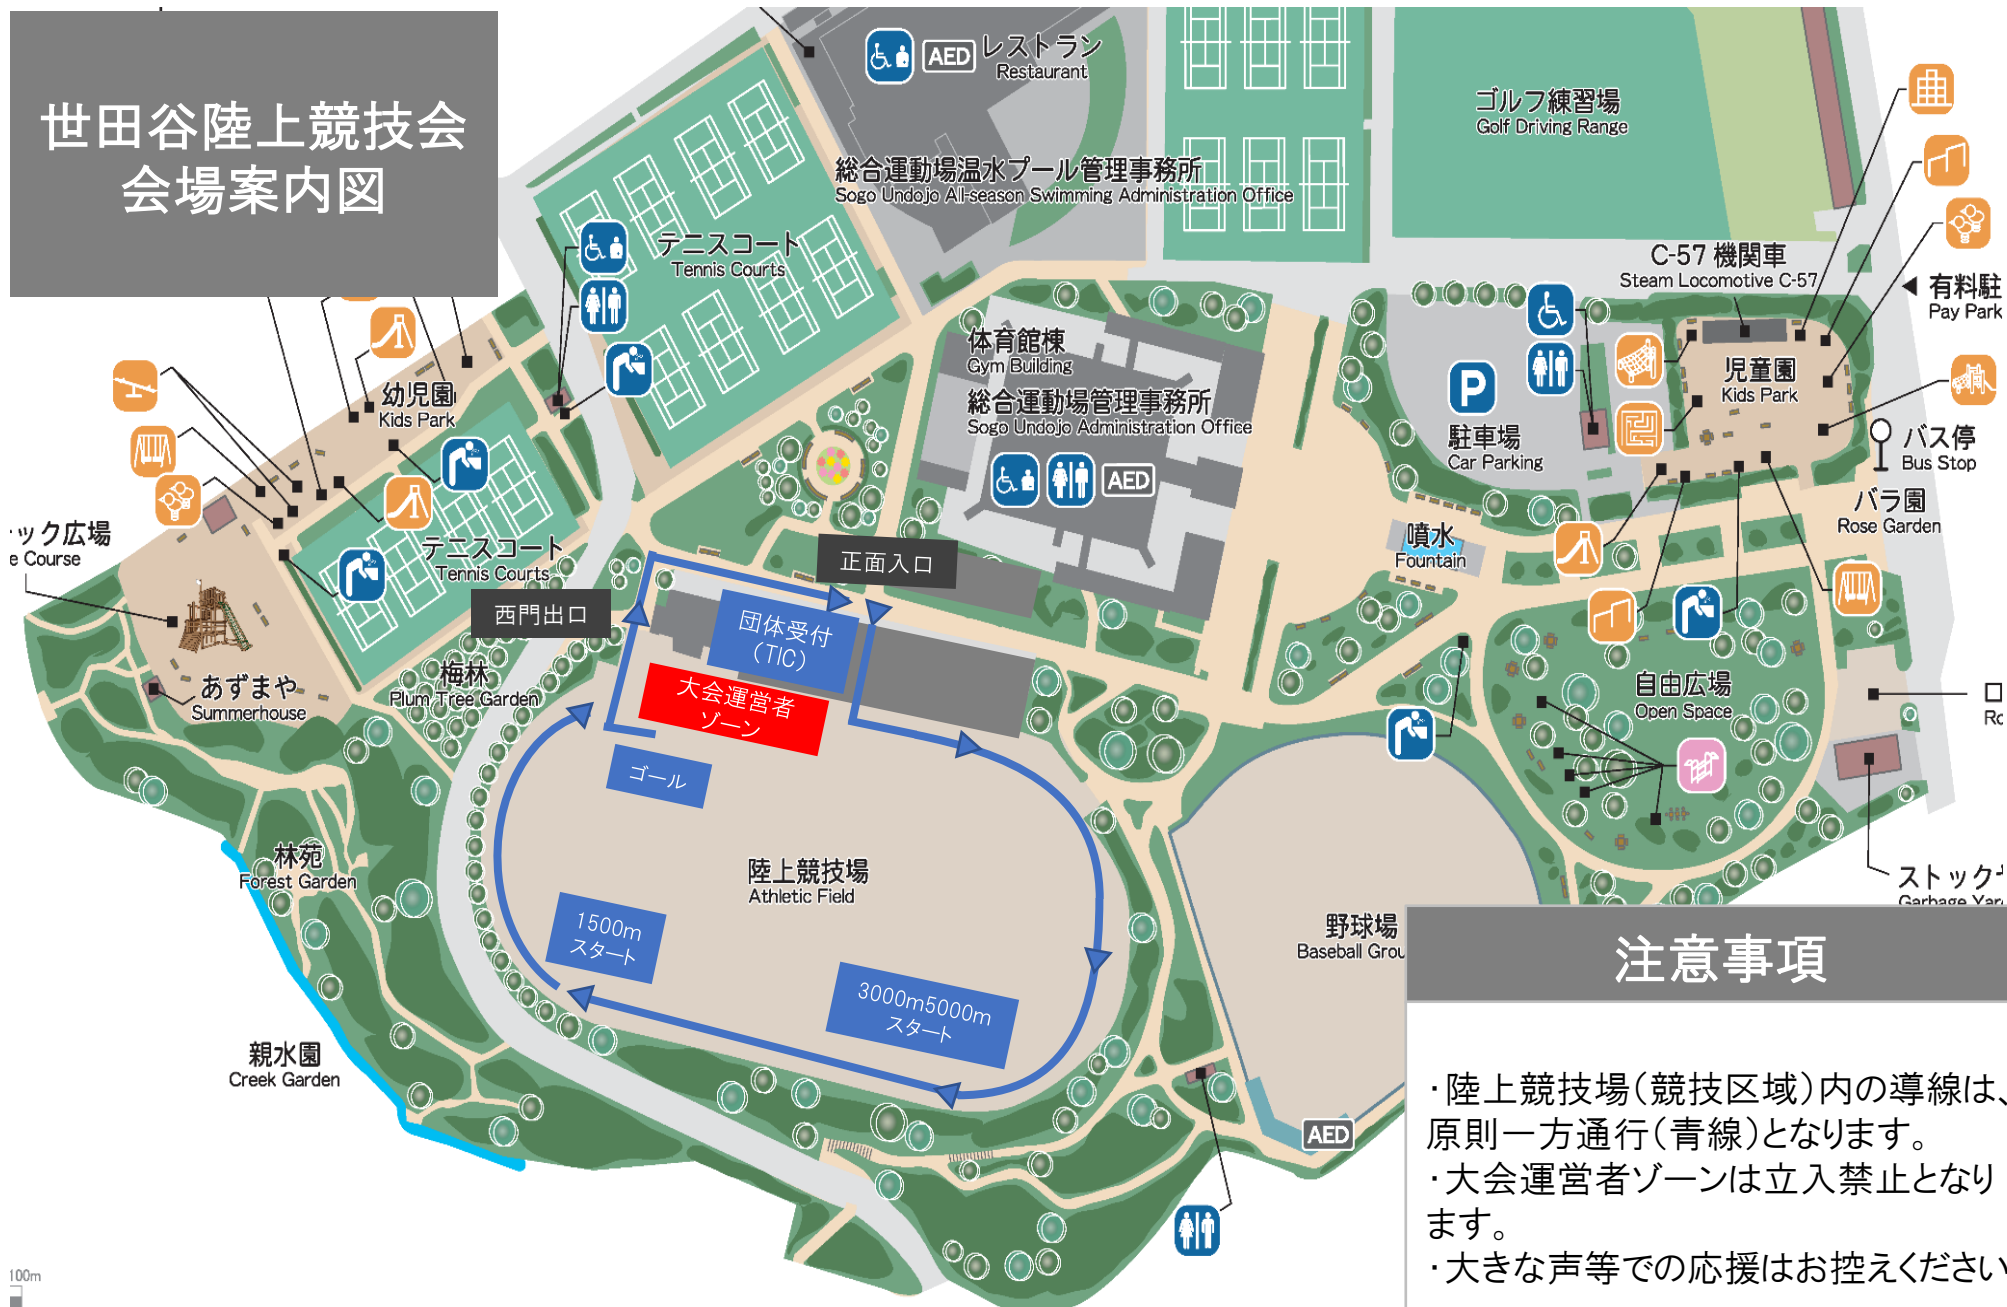 世田谷陸上競技会
会場案内図
AED
レストラン
Restaurant
ゴルフ練習場
Golf Driving Range
総合運動場温水プール管理事務所
Sogo Undojo All-season Swimming Administration Office
テニスコート
Tennis Courts
C-57 機関車
Steam Locomotive C-57
有料駐
Pay Park
体育館棟
Gym Building
総合運動場管理事務所
Sogo Undojo Administration Office
AED
P
駐車場
Car Parking
児童園
Kids Park
バス停
Bus Stop
バラ園
Rose Garden
幼児園
Kids Park
ック広場
e Course
テニスコート
Tennis Courts
噴水
Fountain
正面入口
西門出口
団体受付
（TIC）
大会運営者
ゾーン
ゴール
梅林
Plum Tree Garden
あずまや
Summerhouse
自由広場
Open Space
ロ
Ro
林苑
Forest Garden
陸上競技場
Athletic Field
1500m
スタート
3000m5000m
スタート
野球場
Baseball Grou
ストック
Garbage Yar
親水園
Creek Garden
AED
100m
注意事項
・陸上競技場（競技区域）内の導線は、
原則一方通行（青線）となります。
・大会運営者ゾーンは立入禁止となり
ます。
・大きな声等での応援はお控えください